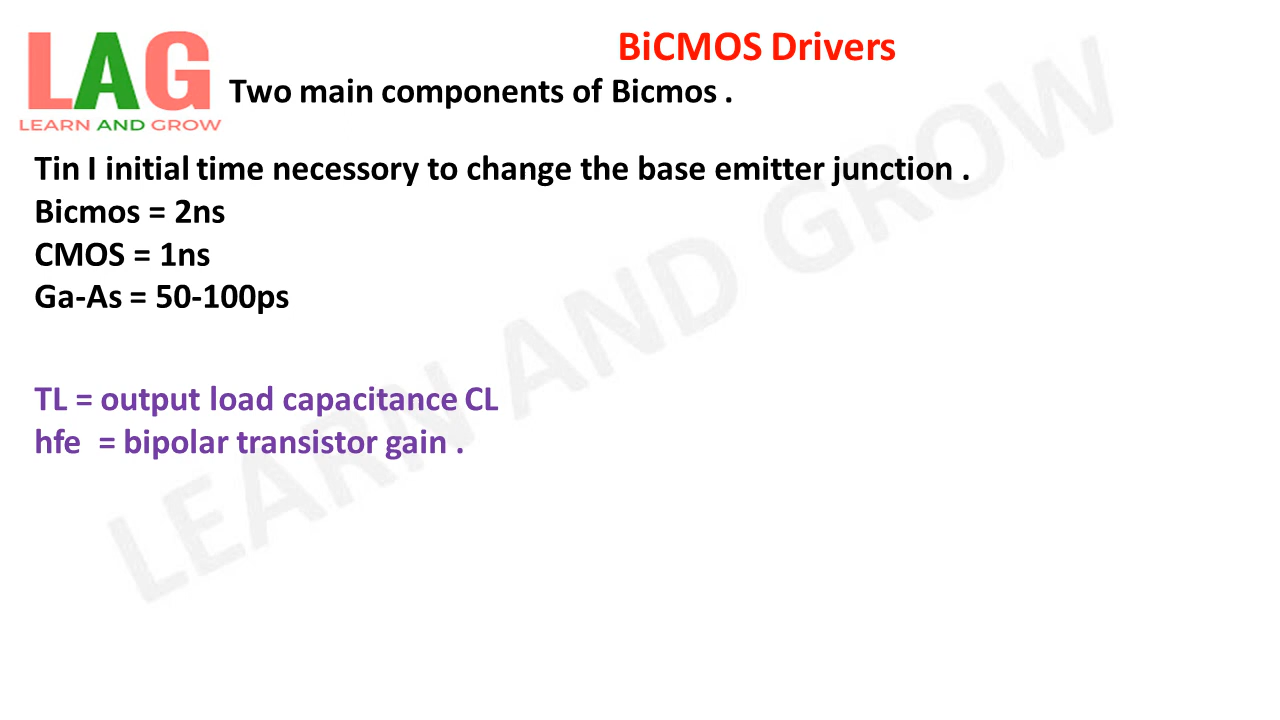 LAG
LEARN AND GROW
BiCMOS Drivers
Two main components of Bicmos .
Tin I initial time necessory to change the base emitter junction .
Bicmos = 2ns
CMOS = 1ns
Ga-As = 50-100ps
TL = output load capacitance CL
hfe = bipolar transistor gain .
LEARN AND GROW